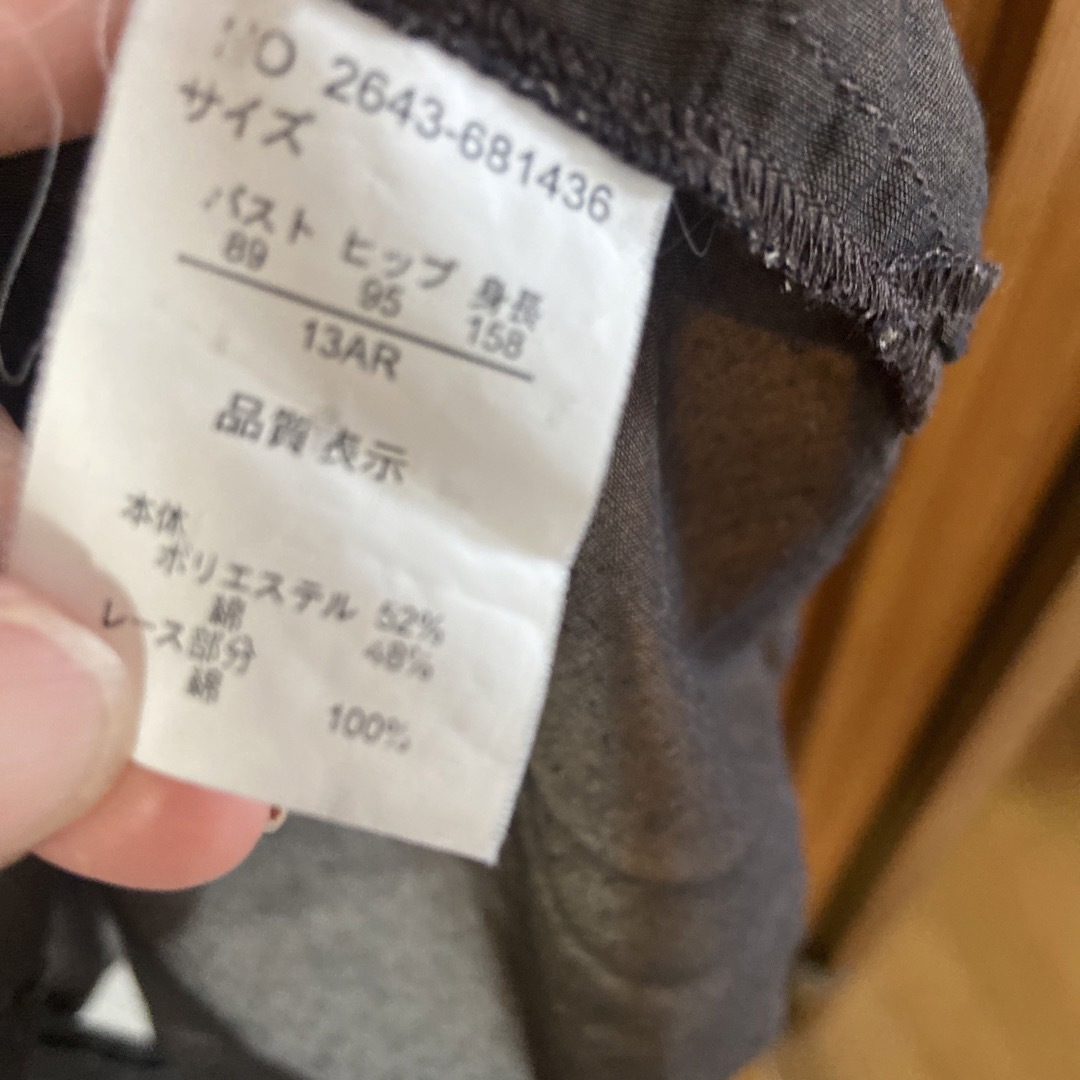 NO 2643-681436
サイズ
バスト ヒップ 身長
89 95 158
13AR
品質表示
本体
ポリエステル 52%
綿 48%
レース部分
綿 100%